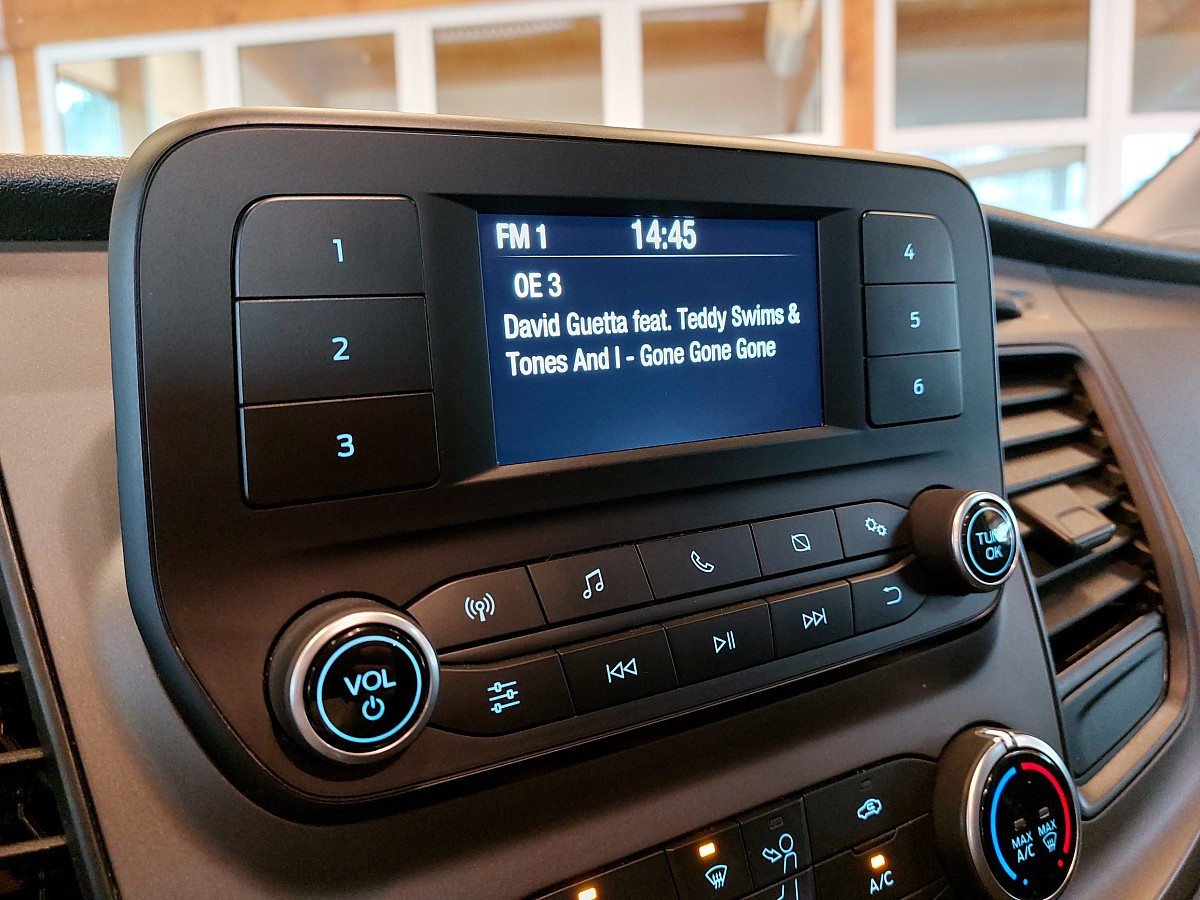 1
2
3
FM 1 14:45
OE 3
David Guetta feat. Teddy Swims &
Tones And I - Gone Gone Gone
4
5
6
TUNE
OK
VOL
MAX
A/C
MAX
A/C